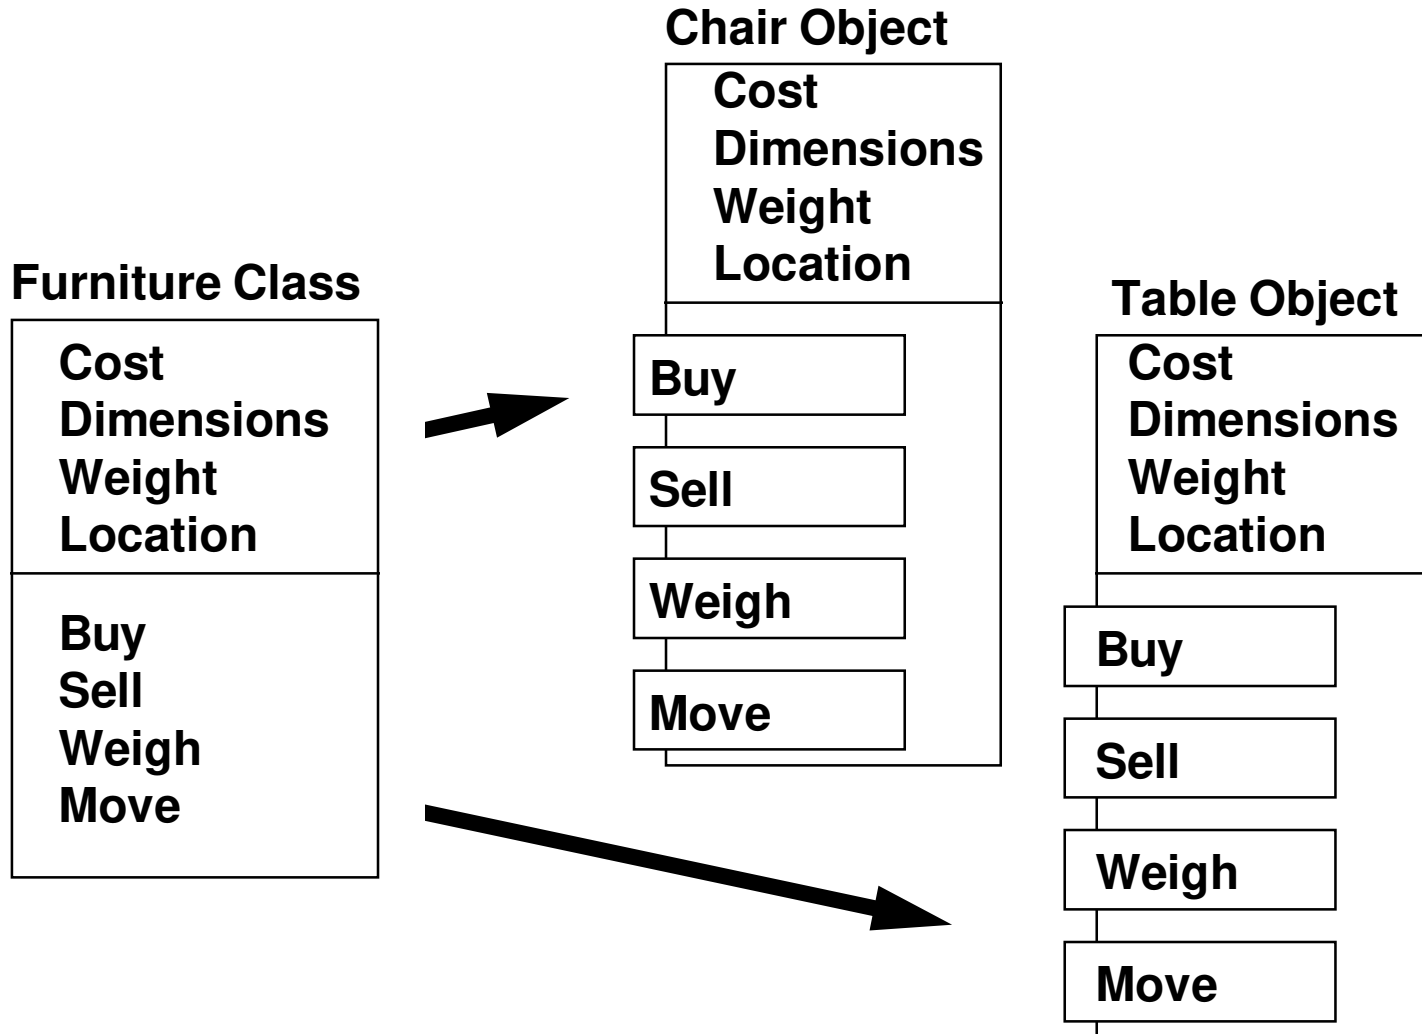 Chair Object
Cost
Dimensions
Weight
Location
Buy
Sell
Weigh
Move
Furniture Class
Cost
Dimensions
Weight
Location
Buy
Sell
Weigh
Move
Table Object
Cost
Dimensions
Weight
Location
Buy
Sell
Weigh
Move